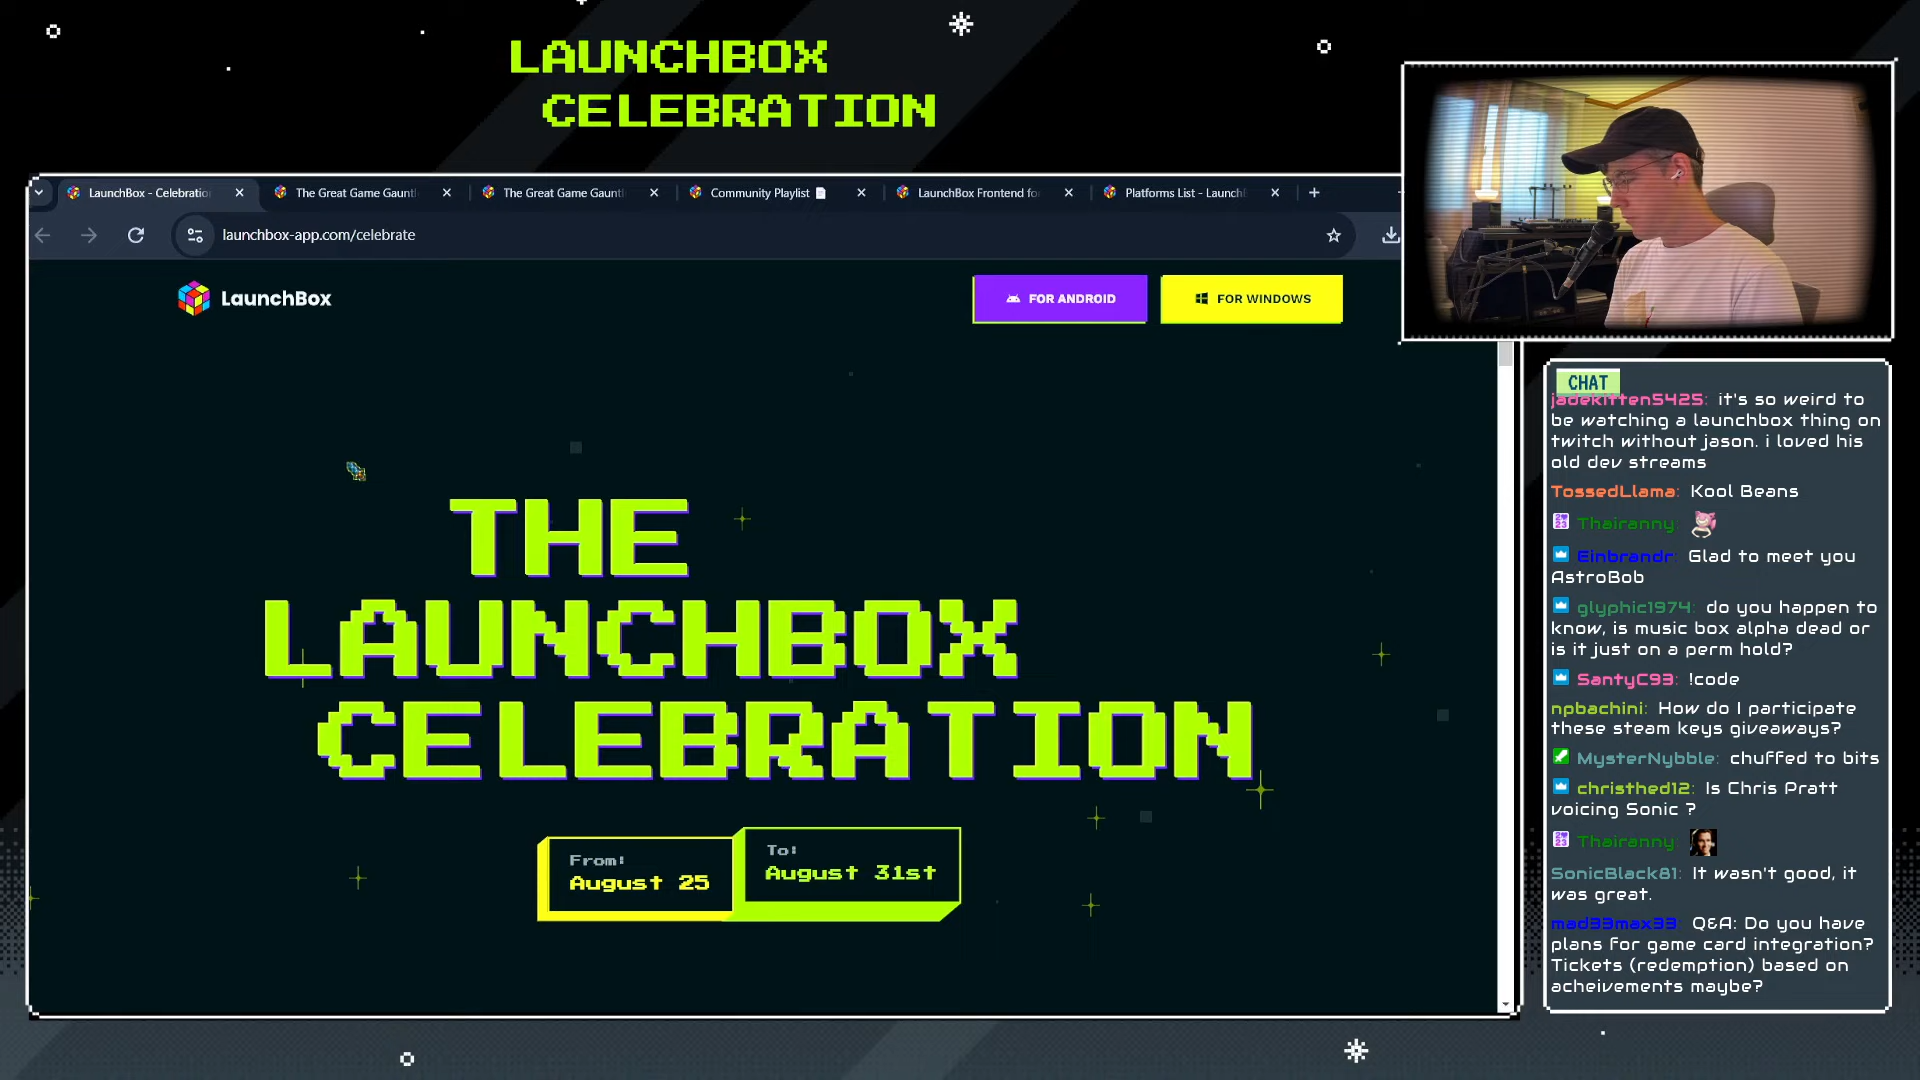 LAUNCHBOX
CELEBRATION
LaunchBox - Celebratio
The Great Game Gaunt
The Great Game Gaunt
Community Playlist
LaunchBox Frontend fo
Platforms List - Launch
launchbox-app.com/celebrate
LaunchBox
FOR ANDROID
FOR WINDOWS
THE
LAUNCHBOX
CELEBRATION
From:
August 25
To:
August 31st
CHAT
jadekitten5425: it's so weird to
be watching a launchbox thing on
twitch without jason. i loved his
old dev streams
TossedLlama: Kool Beans
Thairanny:
Einbrandr: Glad to meet you
AstroBob
glyphic1974: do you happen to
know, is music box alpha dead or
is it just on a perm hold?
SantyC93: !code
npbachini: How do I participate
these steam keys giveaways?
MysterNybble: chuffed to bits
christhed12: Is Chris Pratt
voicing Sonic ?
Thairanny:
SonicBlack81: It wasn't good, it
was great.
mad33max33: Q&A: Do you have
plans for game card integration?
Tickets (redemption) based on
acheivements maybe?